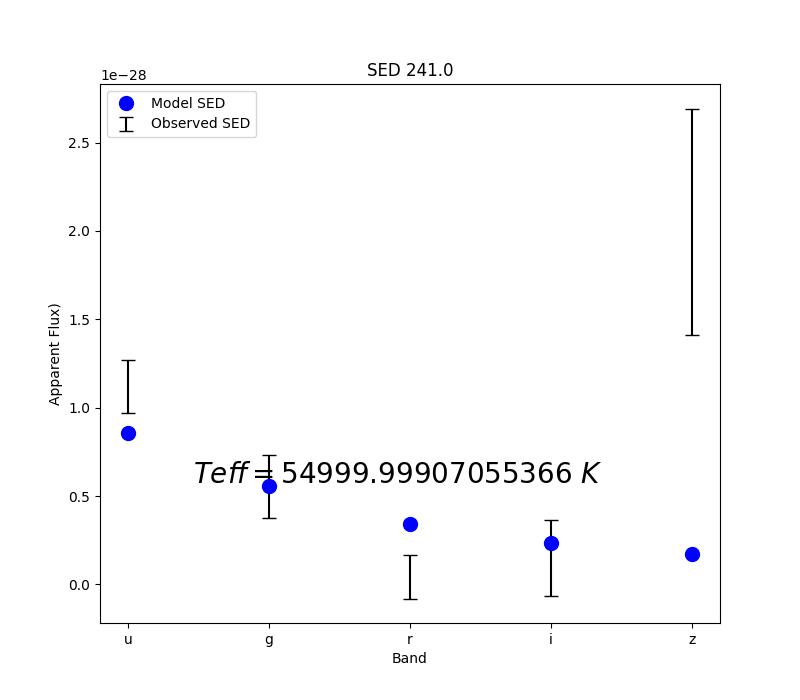 SED 241.0
1e−28
Model SED
Observed SED
2.5
2.0
1.5
1.0
0.5
0.0
Apparent Flux)
Teff = 54999.99907055366 K
u g r i z
Band